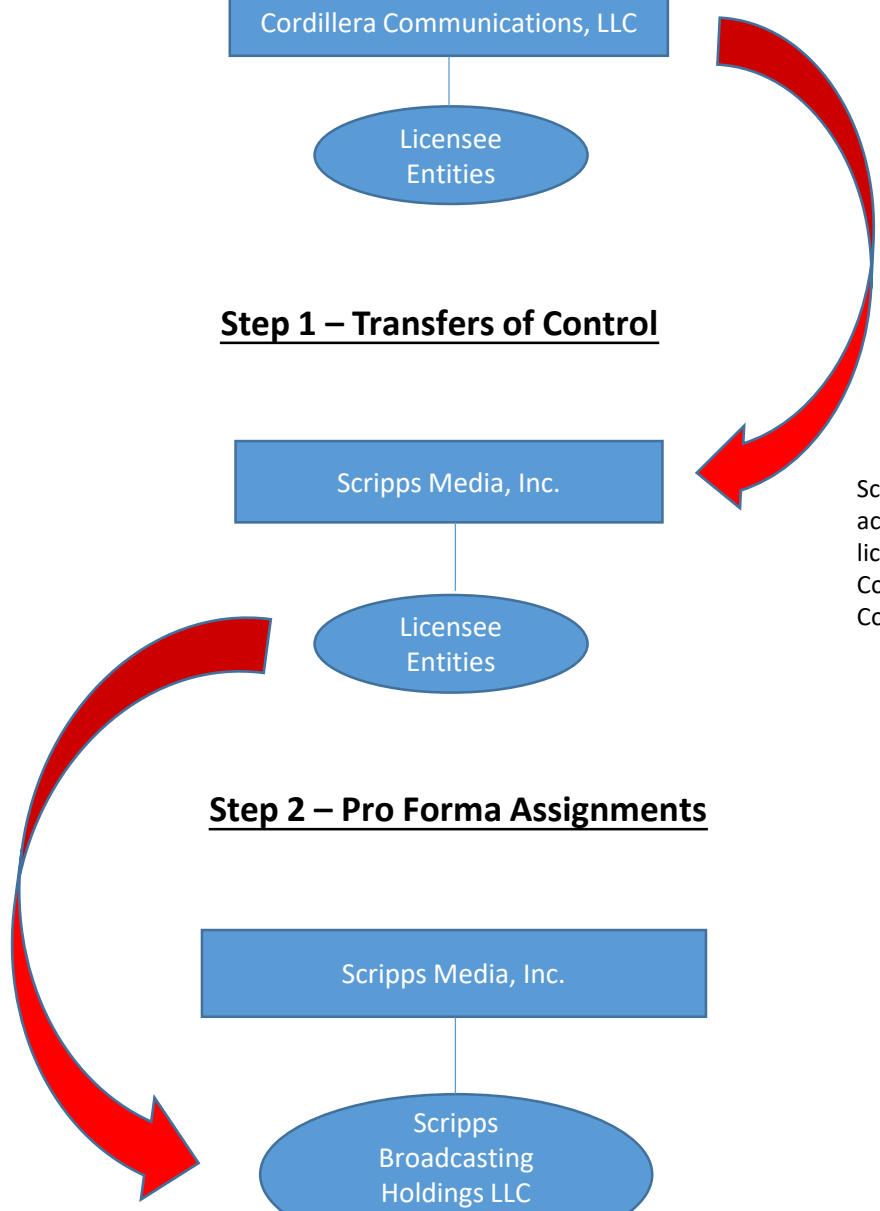 Cordillera Communications, LLC
Licensee
Entities
Step 1 – Transfers of Control
Scripps Media, Inc.
Licensee
Entities
Step 2 – Pro Forma Assignments
Scripps Media, Inc.
Scripps
Broadcasting
Holdings LLC